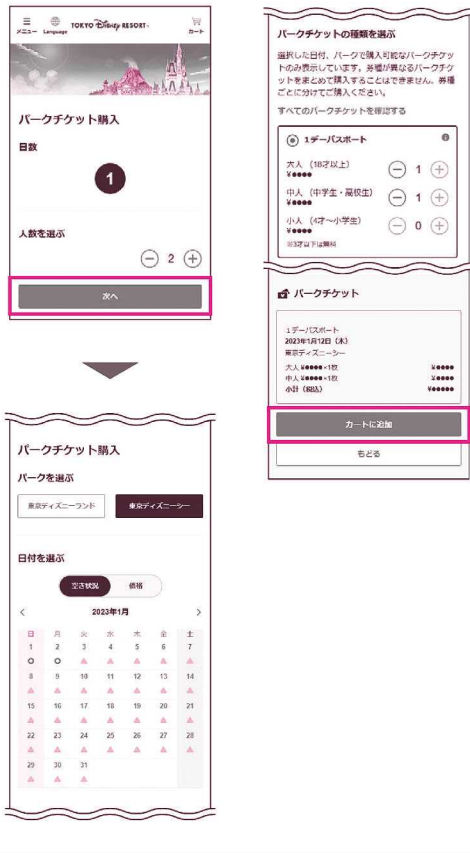 メニュー
Language
TOKYO Disney RESORT
カート
パークチケット購入
日数
1
人数を選ぶ
2
次へ
パークチケット購入
パークを選ぶ
東京ディズニーランド 東京ディズニーシー
日付を選ぶ
空き状況 価格
< 2023年1月 >
日 月 火 水 木 金 土
1 2 3 4 5 6 7
8 9 10 11 12 13 14
15 16 17 18 19 20 21
22 23 24 25 26 27 28
29 30 31
パークチケットの種類を選ぶ
選択した日付、パークで購入可能なパークチケッ
トのみ表示しています。券種が異なるパークチケ
ットをまとめて購入することはできません。券種
ごとに分けてご購入ください。
すべてのパークチケットを確認する
1デーパスポート
大人 (18才以上)
¥●●●●
1
中人 (中学生・高校生)
¥●●●●
1
小人 (4才~小学生)
¥●●●●
0
※3才以下は無料
パークチケット
1デーパスポート
2023年1月12日 (木)
東京ディズニーシー
大人 ¥●●●●×1枚 ¥●●●●
中人 ¥●●●●×1枚 ¥●●●●
小計 (税込) ¥●●●●●
カートに追加
もどる